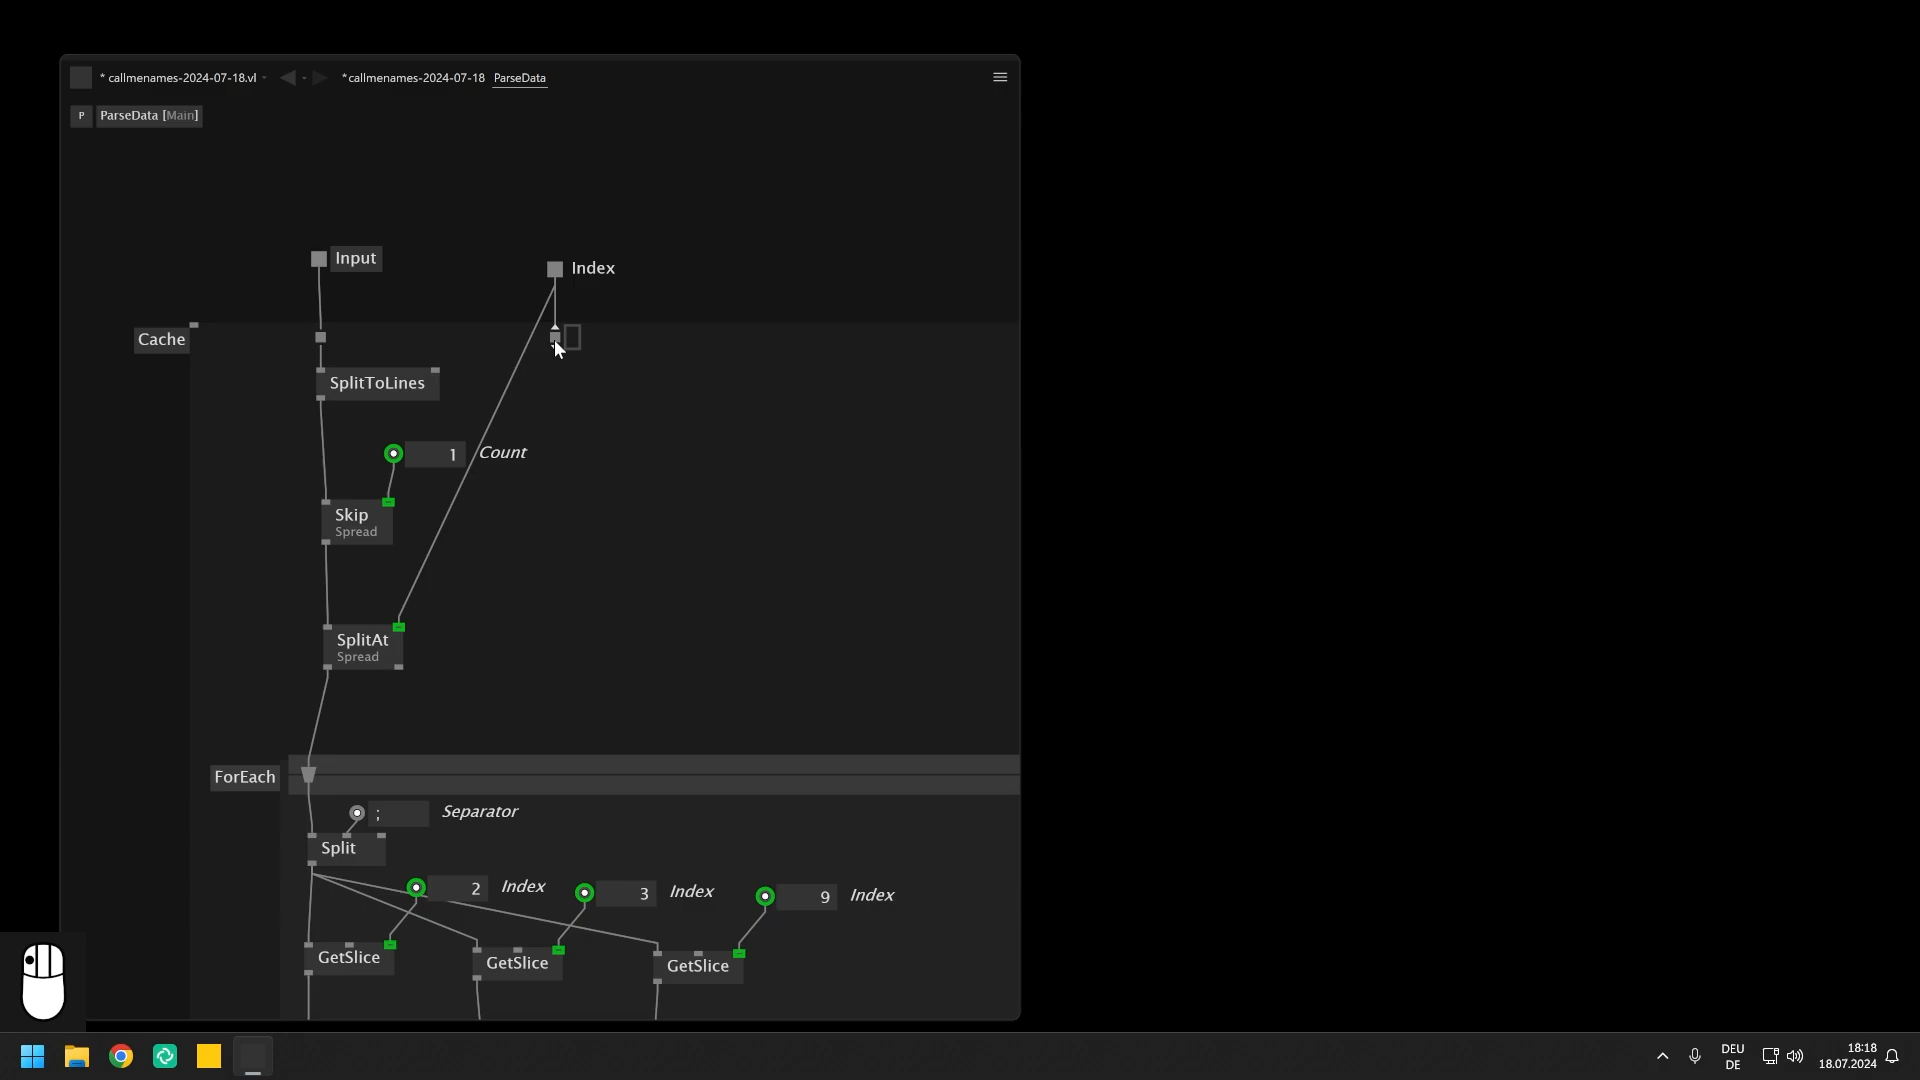 * callmenames-2024-07-18.vl
*callmenames-2024-07-18 ParseData
P ParseData [Main]
Input
Index
Cache
SplitToLines
1 Count
Skip
Spread
SplitAt
Spread
ForEach
; Separator
Split
2 Index
3 Index
9 Index
GetSlice
GetSlice
GetSlice
DEU
DE
18:18
18.07.2024